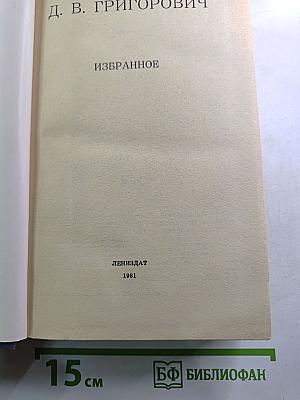 Д. В. ГРИГОРОВИЧ
ИЗБРАННОЕ
ЛЕНИЗДАТ
1981
15 см
БФ БИБЛИОФАН